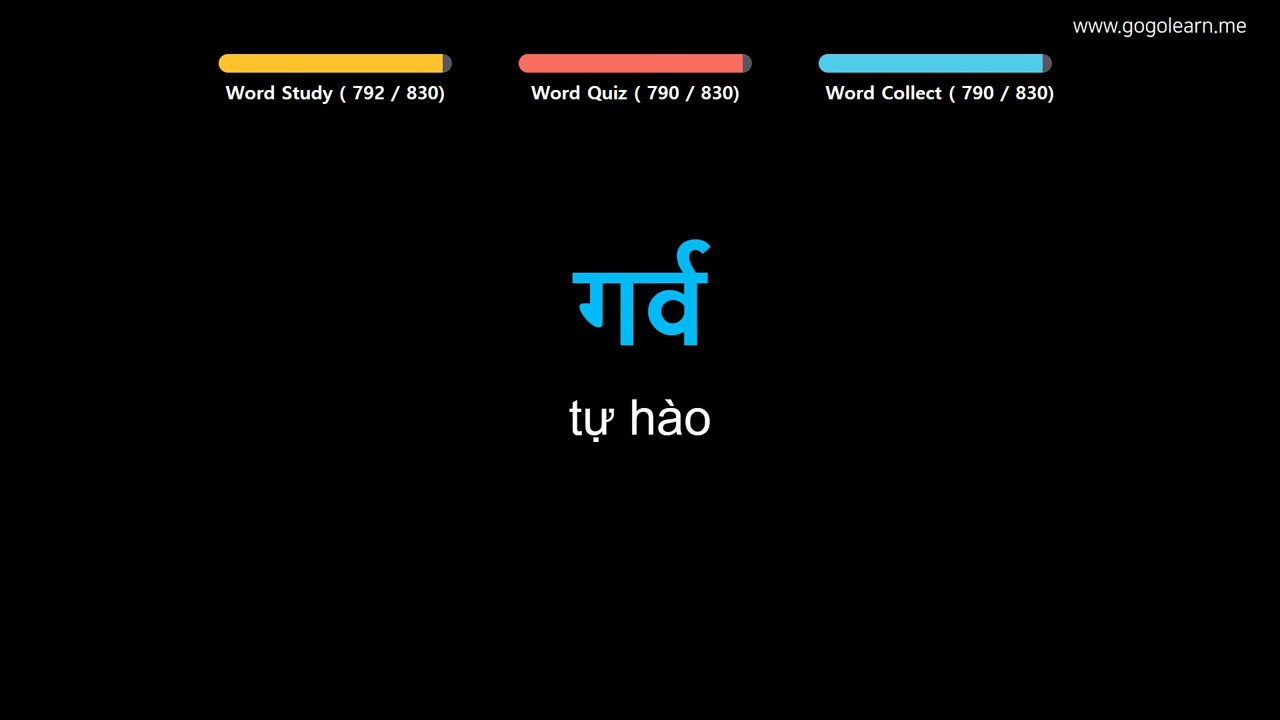 www.gogolearn.me
Word Study ( 792 / 830)
Word Quiz ( 790 / 830)
Word Collect ( 790 / 830)
गर्व
tự hào